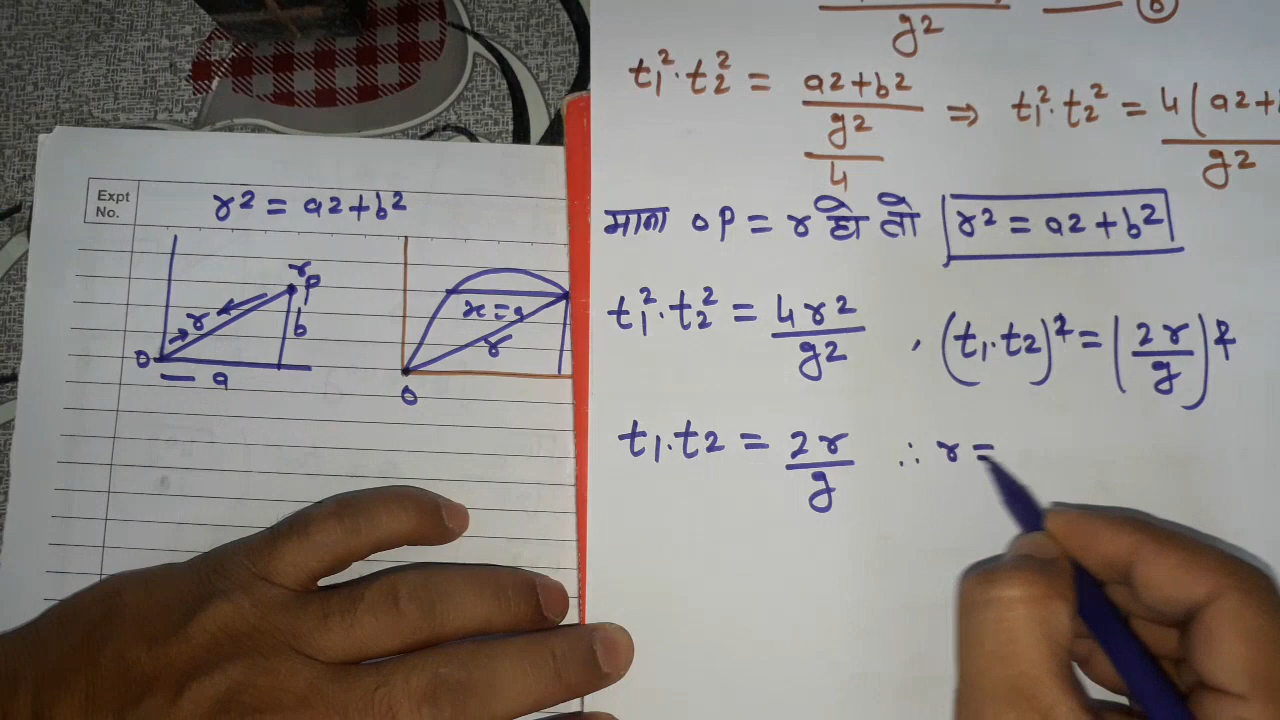 Expt No.
r2 = a2+b2
r
P
r
b
O
a
x=a
r
O
g2 ⑥
t₁²·t₂² = a2+b2 / g2 / 4 ⇒ t₁²·t₂² = 4(a2+ / g2
माना OP = r हो तो r2 = a2+b2
t₁²·t₂² = 4r2/g2 , (t₁·t2)² = (2r/g)²
t₁·t2 = 2r/g ∴ r =